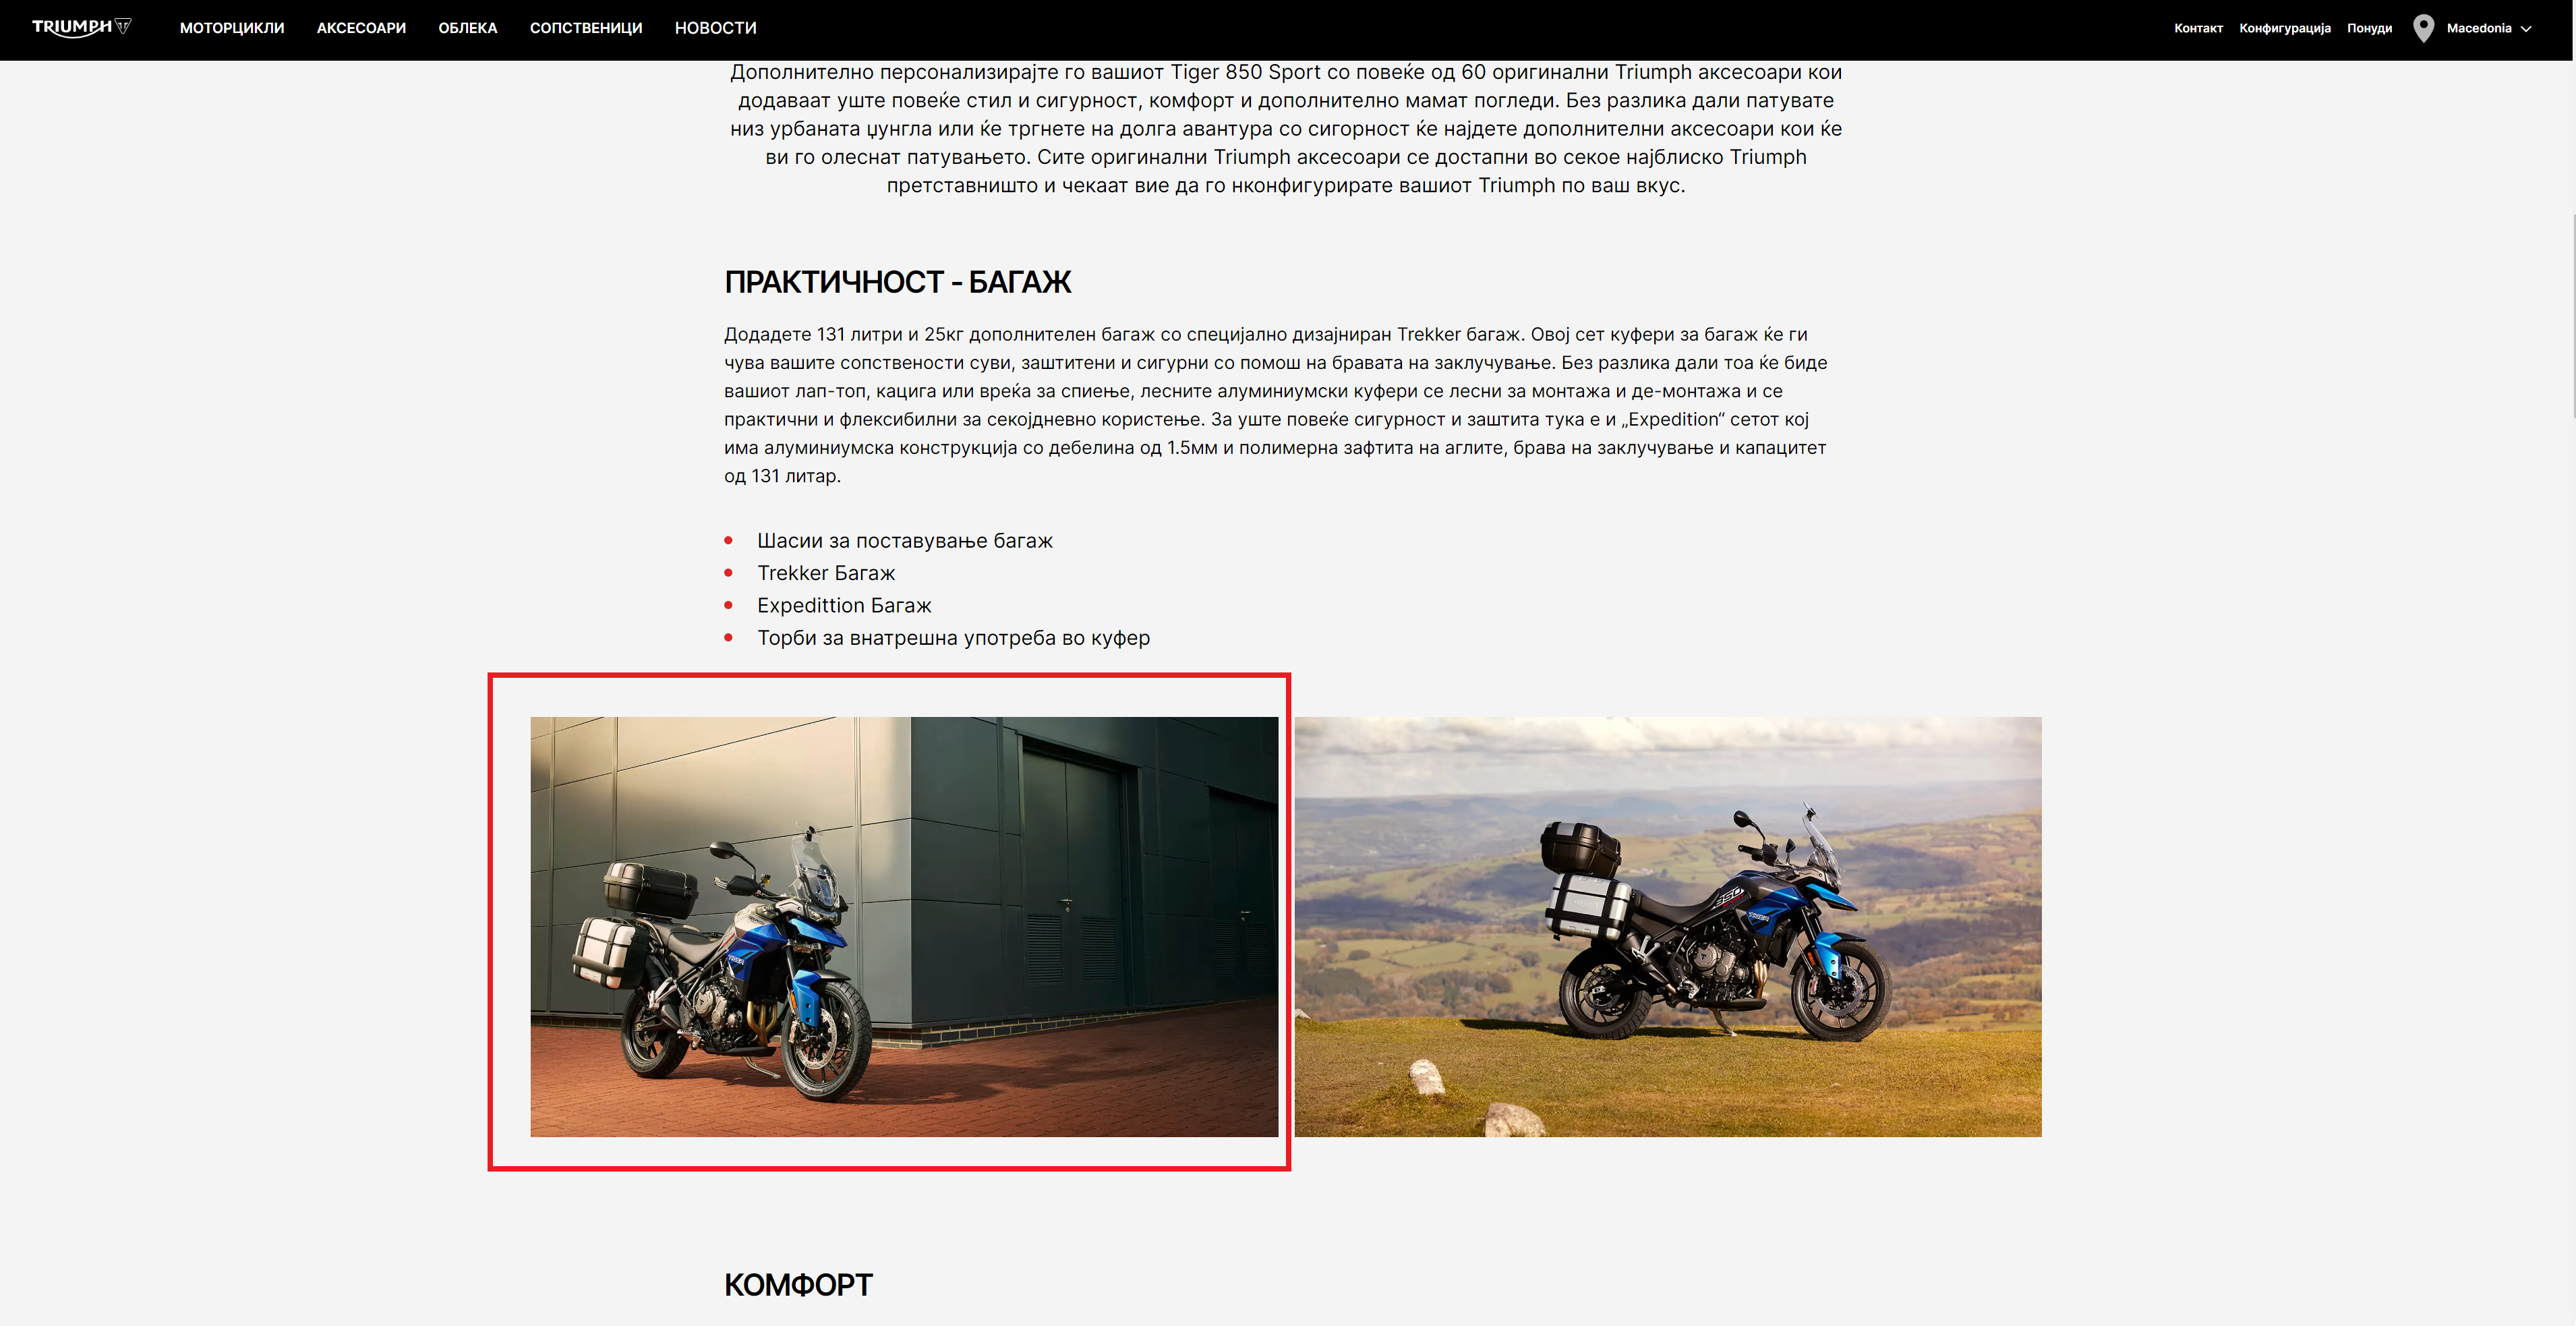 TRIUMPH
МОТОРЦИКЛИ АКСЕСОАРИ ОБЛЕКА СОПСТВЕНИЦИ НОВОСТИ
Контакт Конфигурација Понуди Macedonia
Дополнително персонализирајте го вашиот Tiger 850 Sport со повеќе од 60 оригинални Triumph аксесоари кои
додаваат уште повеќе стил и сигурност, комфорт и дополнително мамат погледи. Без разлика дали патувате
низ урбаната џунгла или ќе тргнете на долга авантура со сигорност ќе најдете дополнителни аксесоари кои ќе
ви го олеснат патувањето. Сите оригинални Triumph аксесоари се достапни во секое најблиско Triumph
претставништо и чекаат вие да го нконфигурирате вашиот Triumph по ваш вкус.
ПРАКТИЧНОСТ - БАГАЖ
Додадете 131 литри и 25кг дополнителен багаж со специјално дизајниран Trekker багаж. Овој сет куфери за багаж ќе ги
чува вашите сопствености суви, заштитени и сигурни со помош на бравата на заклучување. Без разлика дали тоа ќе биде
вашиот лап-топ, кацига или вреќа за спиење, лесните алуминиумски куфери се лесни за монтажа и де-монтажа и се
практични и флексибилни за секојдневно користење. За уште повеќе сигурност и заштита тука е и „Expedition“ сетот кој
има алуминиумска конструкција со дебелина од 1.5мм и полимерна зафтита на аглите, брава на заклучување и капацитет
од 131 литар.
Шасии за поставување багаж
Trekker Багаж
Expedittion Багаж
Торби за внатрешна употреба во куфер
TIGER
850
TIGER
КОМФОРТ